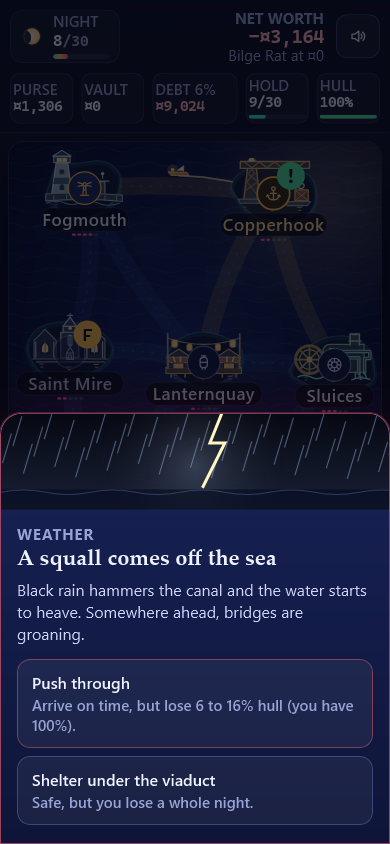 NIGHT
8/30
NET WORTH
−¤3,164
Bilge Rat at ¤0
PURSE
¤1,306
VAULT
¤0
DEBT 6%
¤9,024
HOLD
9/30
HULL
100%
!
Fogmouth
Copperhook
F
Saint Mire
Lanternquay
Sluices
WEATHER
A squall comes off the sea
Black rain hammers the canal and the water starts
to heave. Somewhere ahead, bridges are
groaning.
Push through
Arrive on time, but lose 6 to 16% hull (you have
100%).
Shelter under the viaduct
Safe, but you lose a whole night.